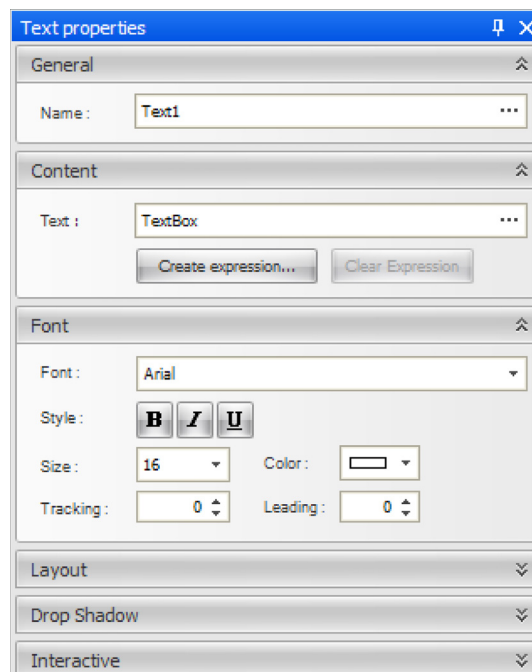 Text properties
General
Name : Text1 ...
Content
Text : TextBox ...
Create expression... Clear Expression
Font
Font : Arial
Style : B I U
Size : 16 Color :
Tracking : 0 Leading : 0
Layout
Drop Shadow
Interactive